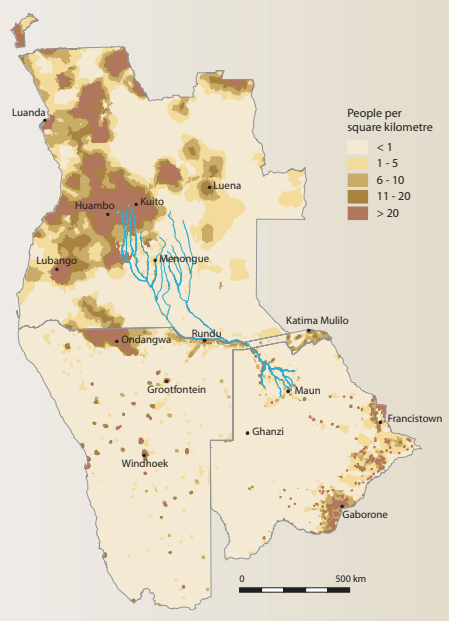 Luanda
People per
square kilometre
< 1
1 - 5
6 - 10
11 - 20
> 20
Luena
Kuito
Huambo
Lubango
Menongue
Katima Mulilo
Rundu
Ondangwa
Grootfontein
Maun
Francistown
Ghanzi
Windhoek
Gaborone
0 500 km